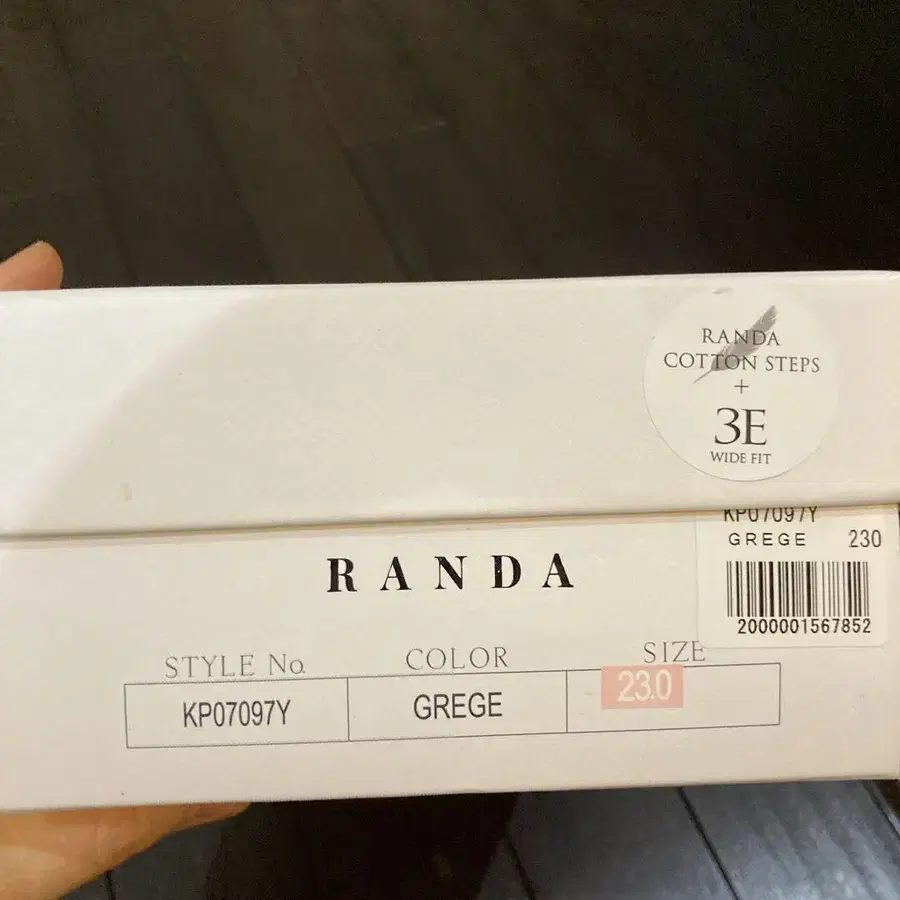 RANDA
COTTON STEPS
+
3E
WIDE FIT
KP07097Y
GREGE 230
2000001567852
RANDA
STYLE No. COLOR SIZE
KP07097Y GREGE 23.0